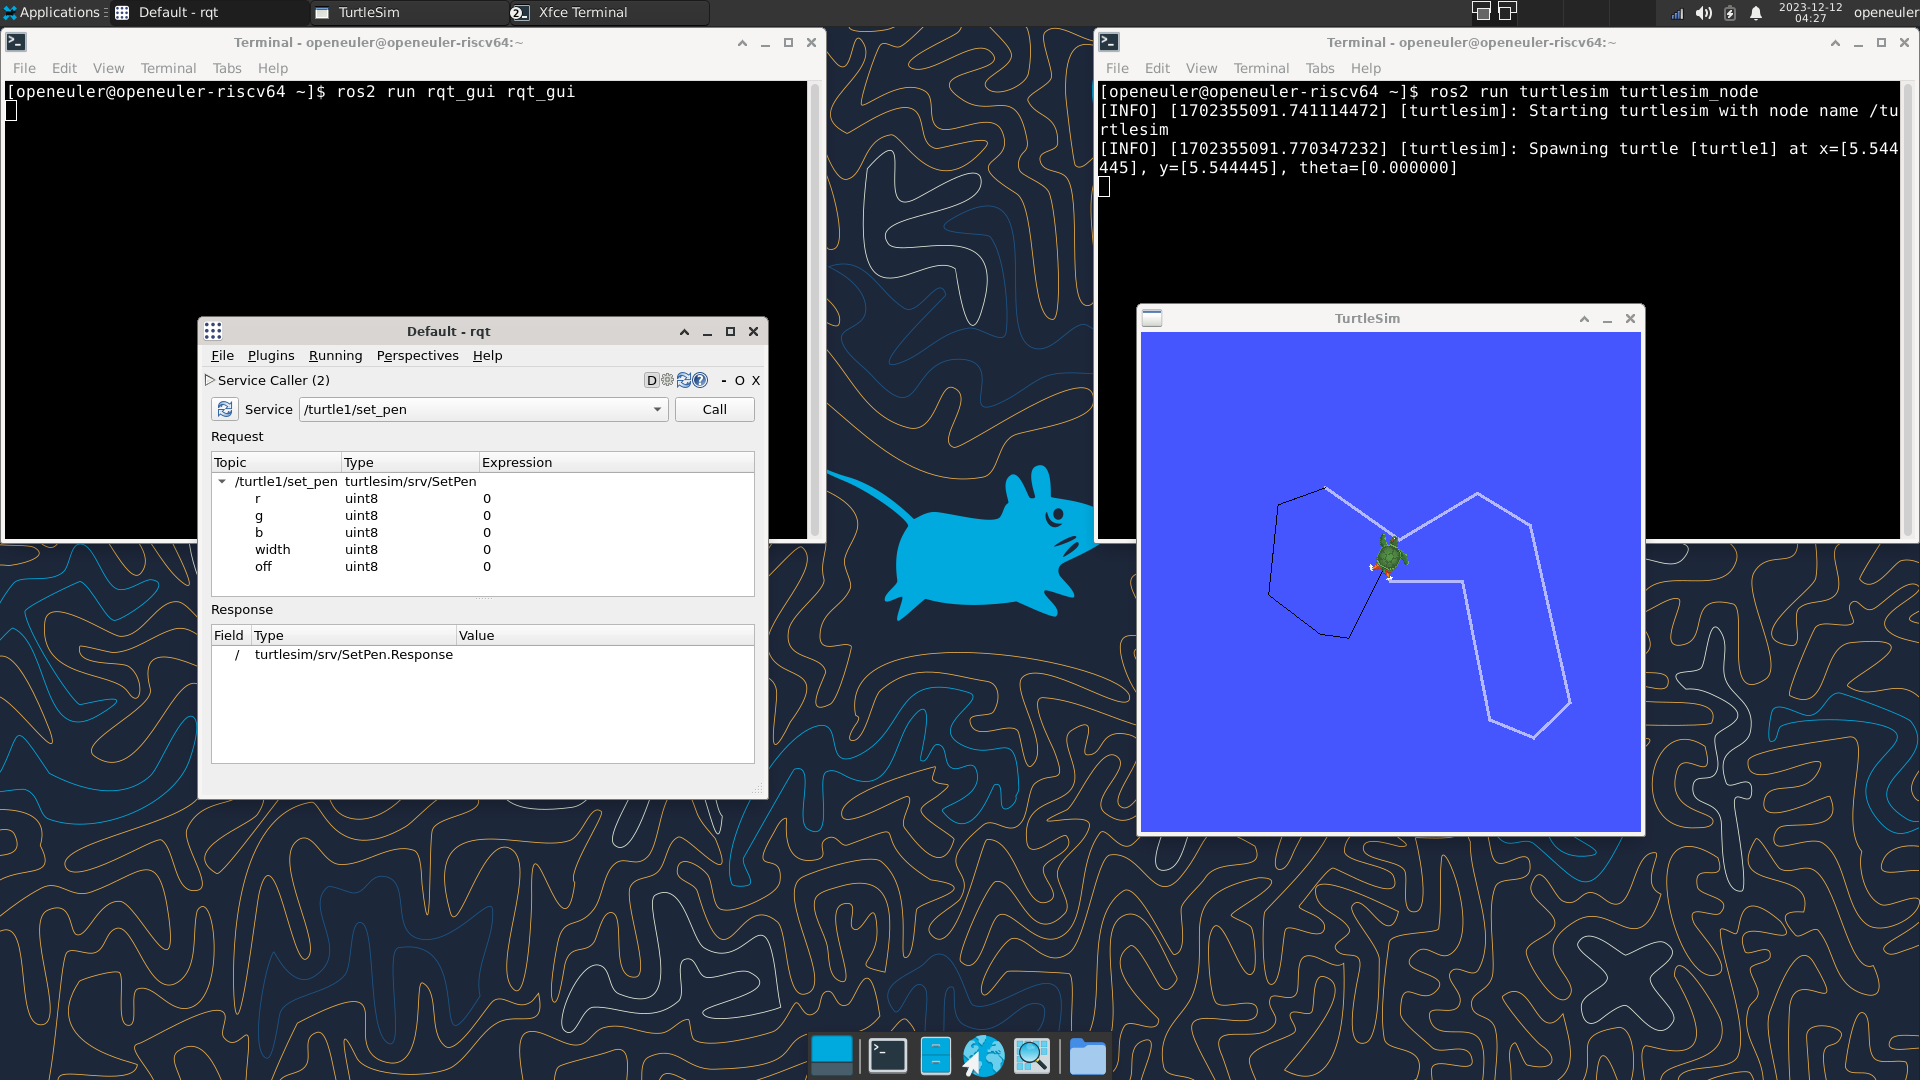 Applications
Default - rqt
TurtleSim
Xfce Terminal
2023-12-12
04:27
openeuler
Terminal - openeuler@openeuler-riscv64:~
File Edit View Terminal Tabs Help
[openeuler@openeuler-riscv64 ~]$ ros2 run rqt_gui rqt_gui
Terminal - openeuler@openeuler-riscv64:~
File Edit View Terminal Tabs Help
[openeuler@openeuler-riscv64 ~]$ ros2 run turtlesim turtlesim_node
[INFO] [1702355091.741114472] [turtlesim]: Starting turtlesim with node name /tu
rtlesim
[INFO] [1702355091.770347232] [turtlesim]: Spawning turtle [turtle1] at x=[5.544
445], y=[5.544445], theta=[0.000000]
Default - rqt
File Plugins Running Perspectives Help
Service Caller (2) D - O X
Service /turtle1/set_pen Call
Request
Topic Type Expression
/turtle1/set_pen turtlesim/srv/SetPen
r uint8 0
g uint8 0
b uint8 0
width uint8 0
off uint8 0
Response
Field Type Value
/ turtlesim/srv/SetPen.Response
TurtleSim